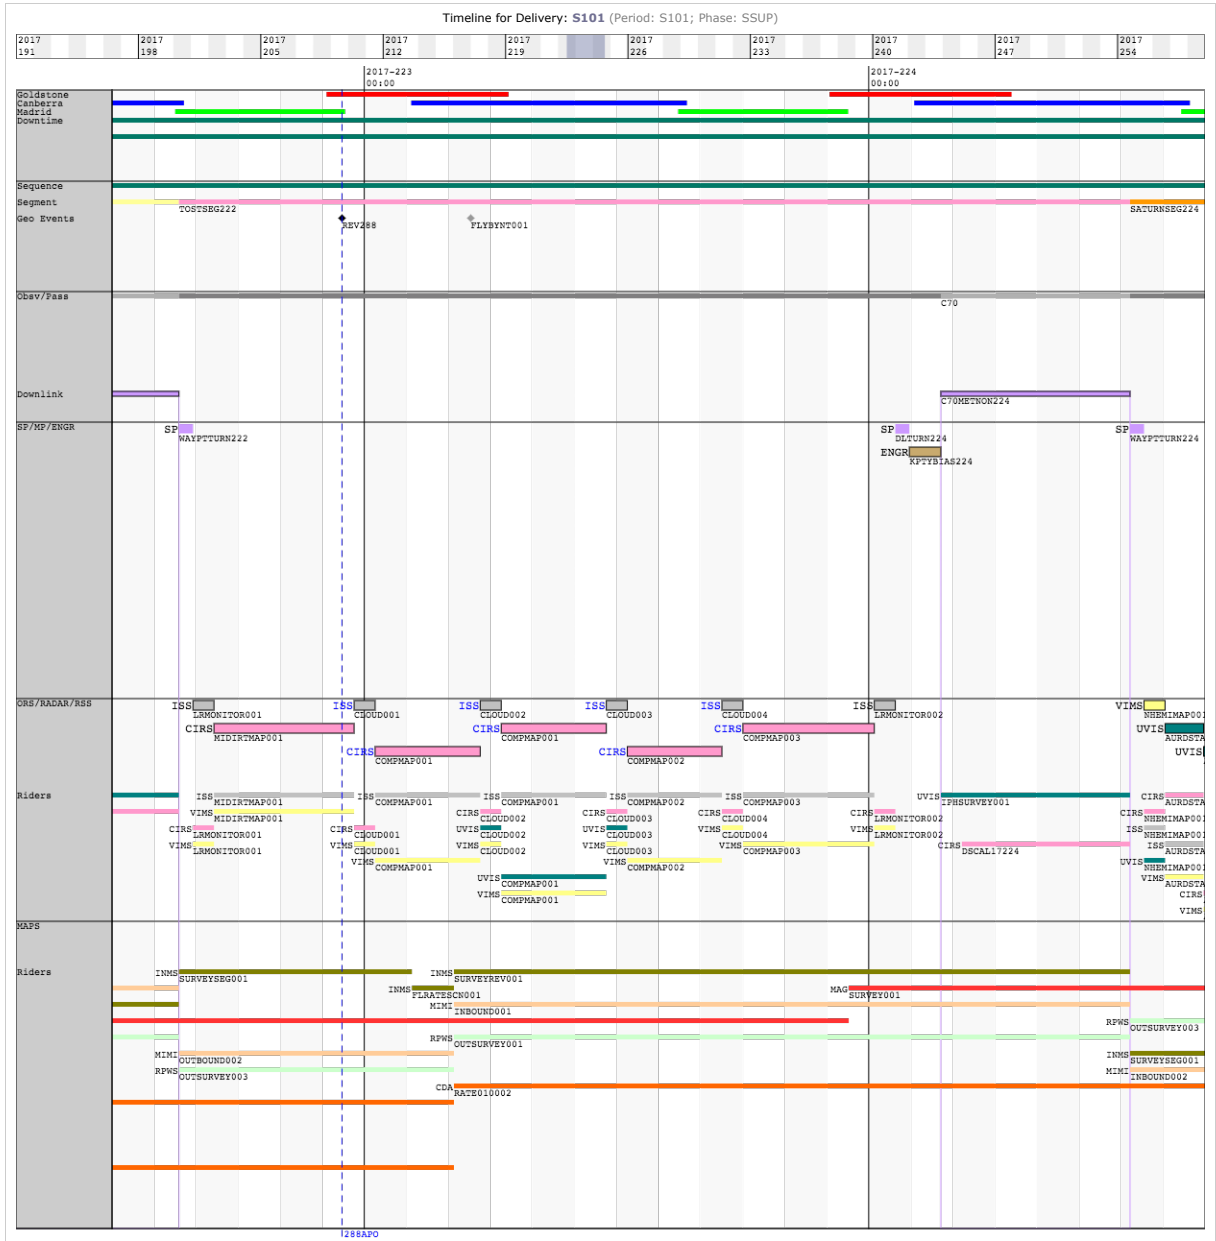 Timeline for Delivery: S101 (Period: S101; Phase: SSUP)
2017 2017 2017 2017 2017 2017 2017 2017 2017 2017
191 198 205 212 219 226 233 240 247 254
2017-223 2017-224
00:00 00:00
Goldstone
Canberra
Madrid
Downtime
Sequence
Segment
TOSTSEG222 SATURNSEG224
Geo Events
REV288 FLYBYNT001
Obsv/Pass
C70
Downlink
C70METNON224
SP/MP/ENGR SP SP SP
WAYPTTURN222 DLTURN224 WAYPTTURN224
ENGR
KPTYBIAS224
ORS/RADAR/RSS ISS ISS ISS ISS ISS ISS VIMS
LRMONITOR001 CLOUD001 CLOUD002 CLOUD003 CLOUD004 LRMONITOR002 NHEMIMAP001
CIRS CIRS CIRS UVIS
MIDIRTMAP001 COMPMAP001 COMPMAP003 AURDSTA
CIRS CIRS UVIS
COMPMAP001 COMPMAP002
Riders ISS ISS ISS ISS ISS UVIS CIRS
MIDIRTMAP001 COMPMAP001 COMPMAP001 COMPMAP002 COMPMAP003 IPHSURVEY001 AURDSTA
VIMS CIRS CIRS CIRS CIRS CIRS
MIDIRTMAP001 CLOUD002 CLOUD003 CLOUD004 LRMONITOR002 NHEMIMAP001
CIRS CIRS UVIS UVIS VIMS VIMS ISS
LRMONITOR001 CLOUD001 CLOUD002 CLOUD003 CLOUD004 LRMONITOR002 NHEMIMAP001
VIMS VIMS VIMS VIMS VIMS CIRS ISS
LRMONITOR001 CLOUD001 CLOUD002 CLOUD003 COMPMAP003 DSCAL17224 AURDSTA
VIMS VIMS UVIS
COMPMAP001 COMPMAP002 NHEMIMAP001
UVIS VIMS
COMPMAP001 AURDSTA
VIMS CIRS
COMPMAP001
VIMS
MAPS
Riders INMS INMS
SURVEYSEG001 SURVEYREV001
INMS MAG
FLRATESCN001 SURVEY001
MIMI
INBOUND001
RPWS
OUTSURVEY003
RPWS
OUTSURVEY001
MIMI INMS
OUTBOUND002 SURVEYSEG001
RPWS MIMI
OUTSURVEY003 INBOUND002
CDA
RATE010002
288APO